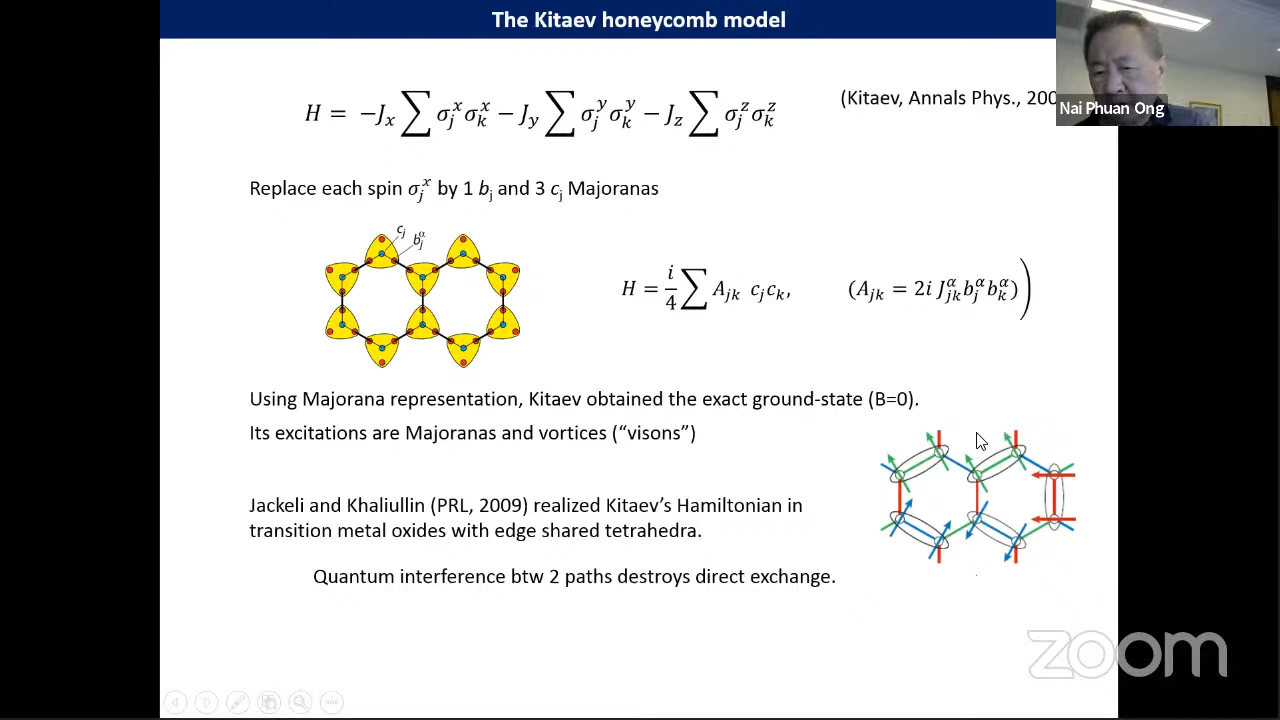 The Kitaev honeycomb model
H = −J_x ∑ σ_j^x σ_k^x − J_y ∑ σ_j^y σ_k^y − J_z ∑ σ_j^z σ_k^z
(Kitaev, Annals Phys., 200
Nai Phuan Ong
Replace each spin σ_j^x by 1 b_j and 3 c_j Majoranas
c_j
b_j^α
H = i/4 ∑ A_jk c_j c_k, (A_jk = 2i J_jk^α b_j^α b_k^α)
Using Majorana representation, Kitaev obtained the exact ground-state (B=0).
Its excitations are Majoranas and vortices (“visons”)
Jackeli and Khaliullin (PRL, 2009) realized Kitaev’s Hamiltonian in
transition metal oxides with edge shared tetrahedra.
Quantum interference btw 2 paths destroys direct exchange.
zoom